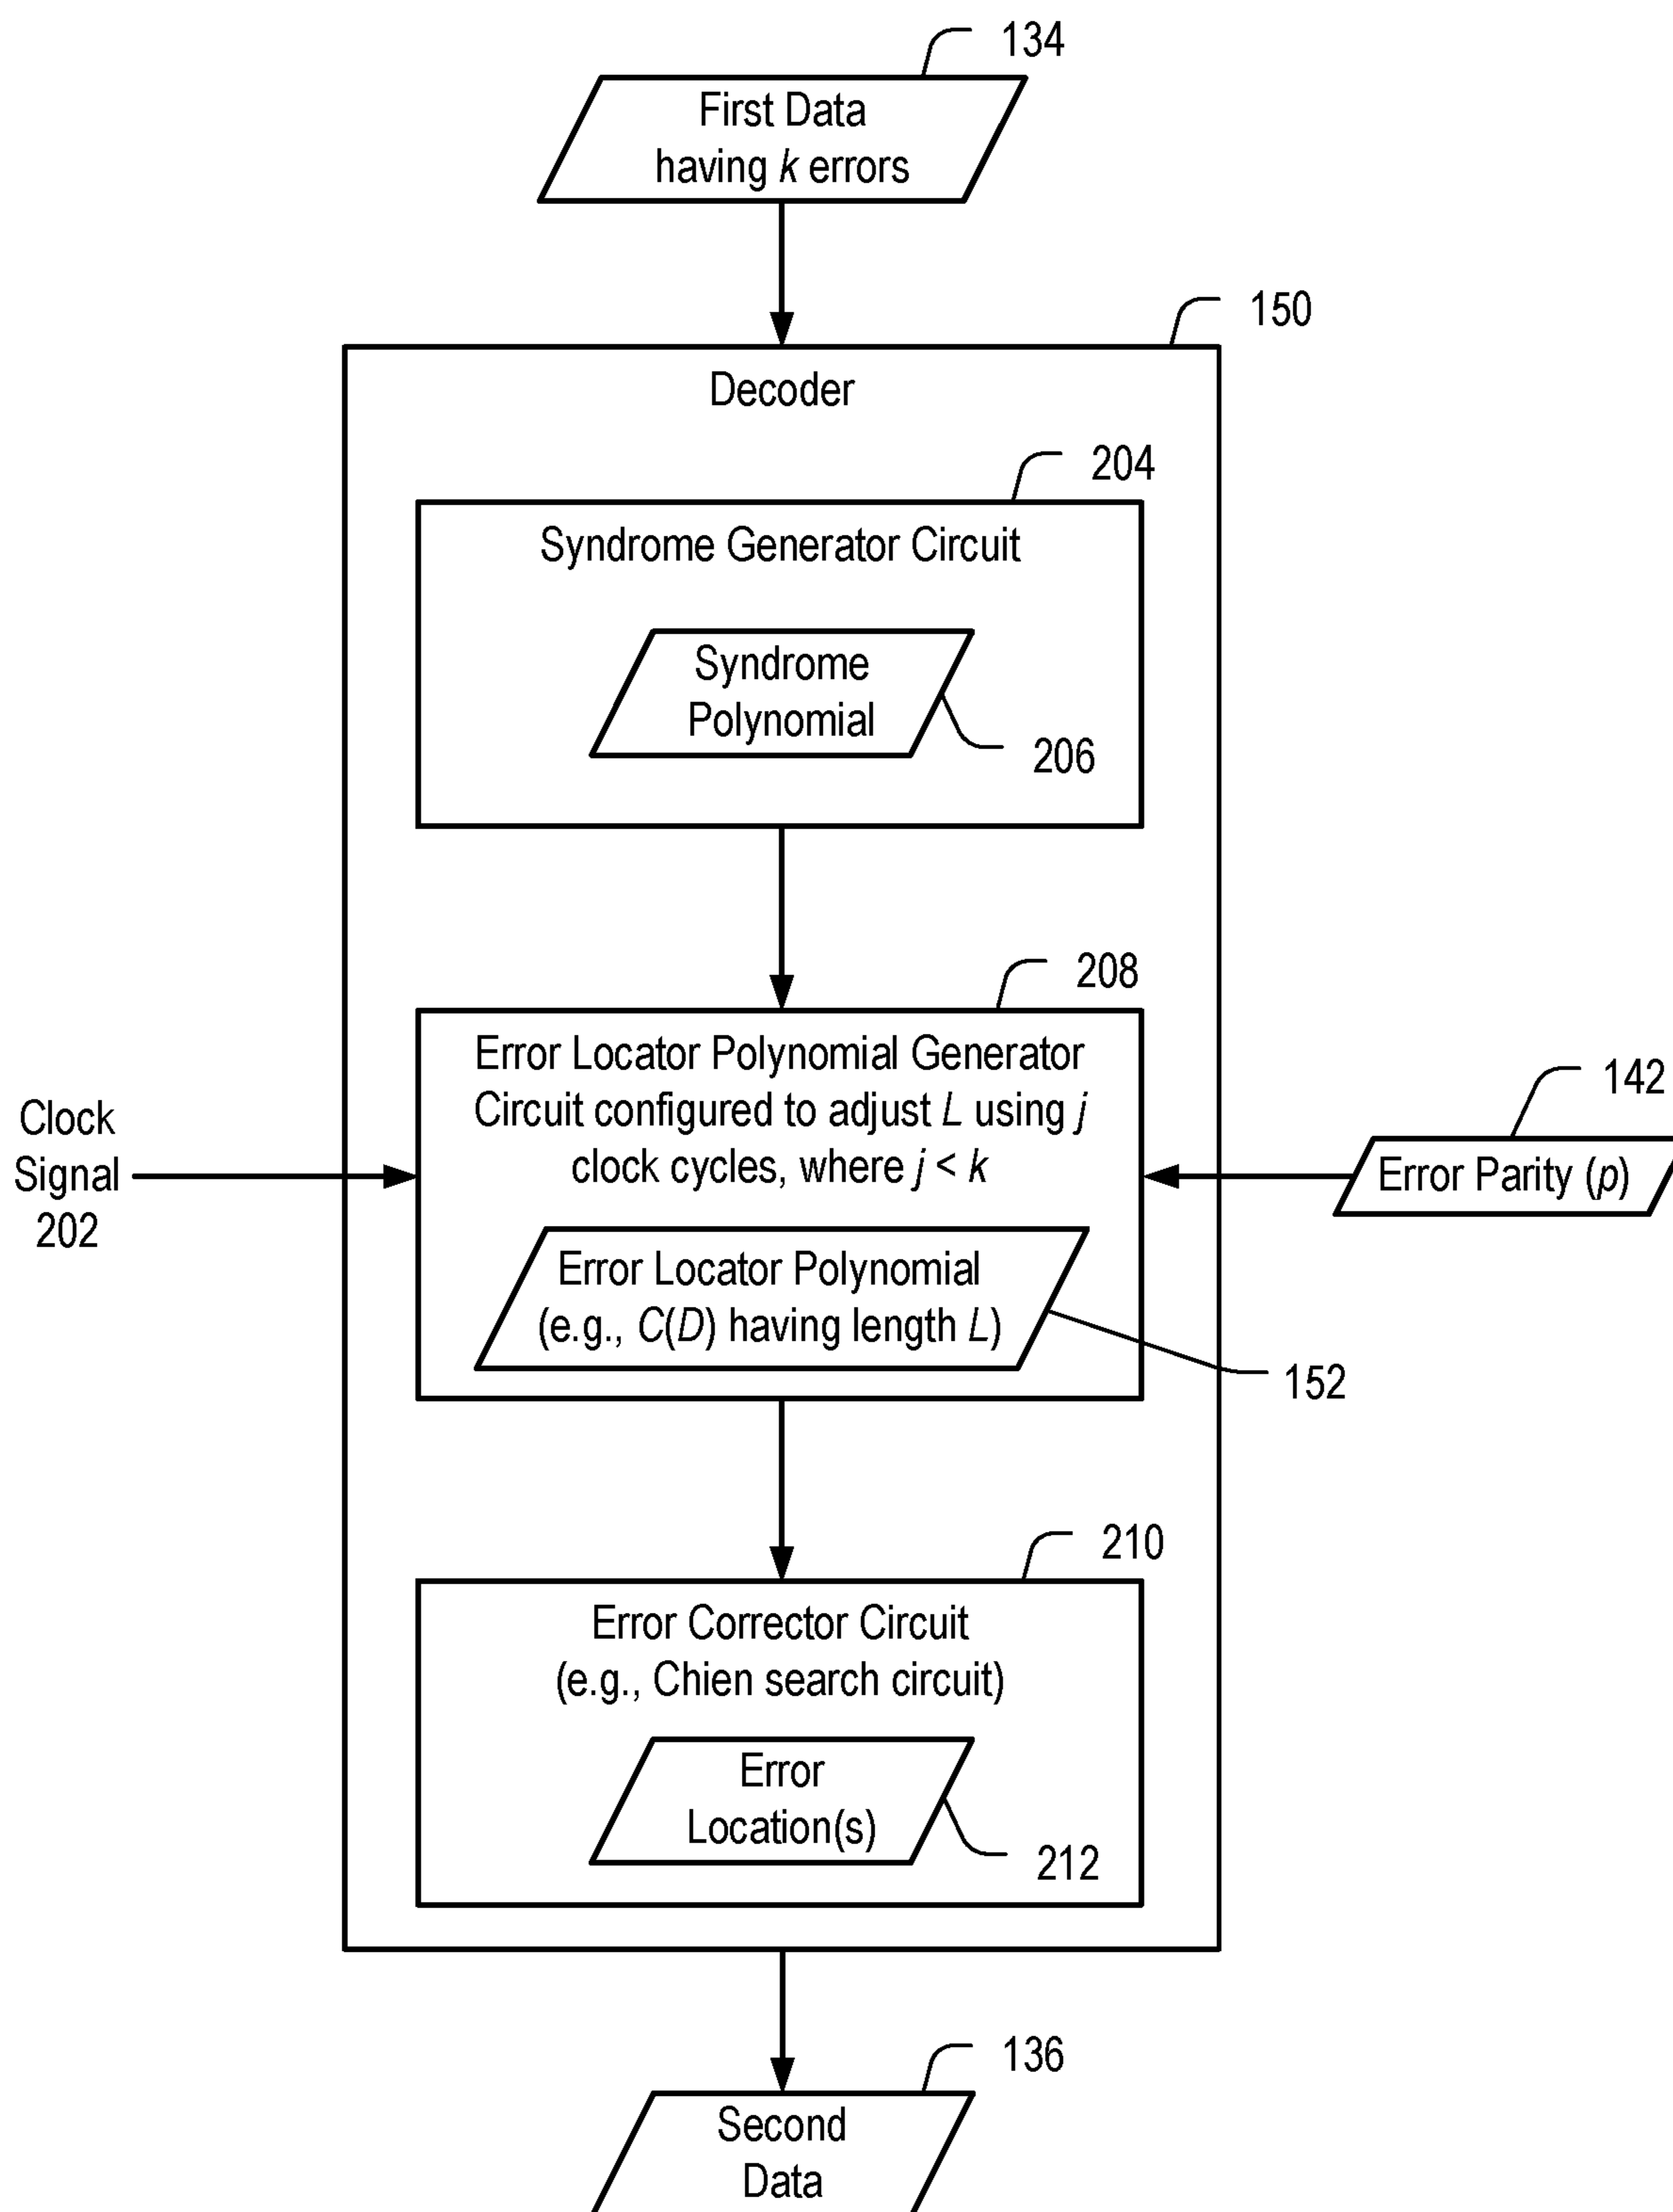 134
First Data
having k errors
150
Decoder
204
Syndrome Generator Circuit
Syndrome
Polynomial
206
208
Error Locator Polynomial Generator
Circuit configured to adjust L using j
clock cycles, where j < k
Clock
Signal
202
142
Error Parity (p)
Error Locator Polynomial
(e.g., C(D) having length L)
152
210
Error Corrector Circuit
(e.g., Chien search circuit)
Error
Location(s)
212
136
Second
Data